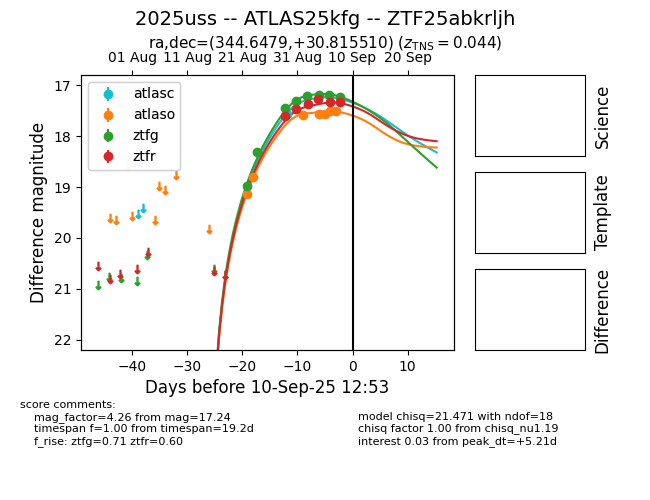 2025uss -- ATLAS25kfg -- ZTF25abkrljh
ra,dec=(344.6479,+30.815510) (zTNS = 0.044)
01 Aug 11 Aug 21 Aug 31 Aug 10 Sep 20 Sep
atlasc
atlaso
ztfg
ztfr
17
18
19
20
21
22
Difference magnitude
−40 −30 −20 −10 0 10
Days before 10-Sep-25 12:53
Science
Template
Difference
score comments:
mag_factor=4.26 from mag=17.24
timespan f=1.00 from timespan=19.2d
f_rise: ztfg=0.71 ztfr=0.60
model chisq=21.471 with ndof=18
chisq factor 1.00 from chisq_nu1.19
interest 0.03 from peak_dt=+5.21d